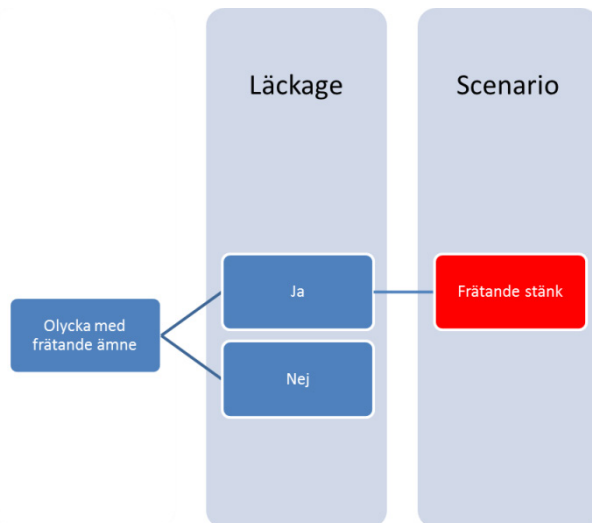 Läckage
Scenario
Ja
Frätande stänk
Olycka med
frätande ämne
Nej